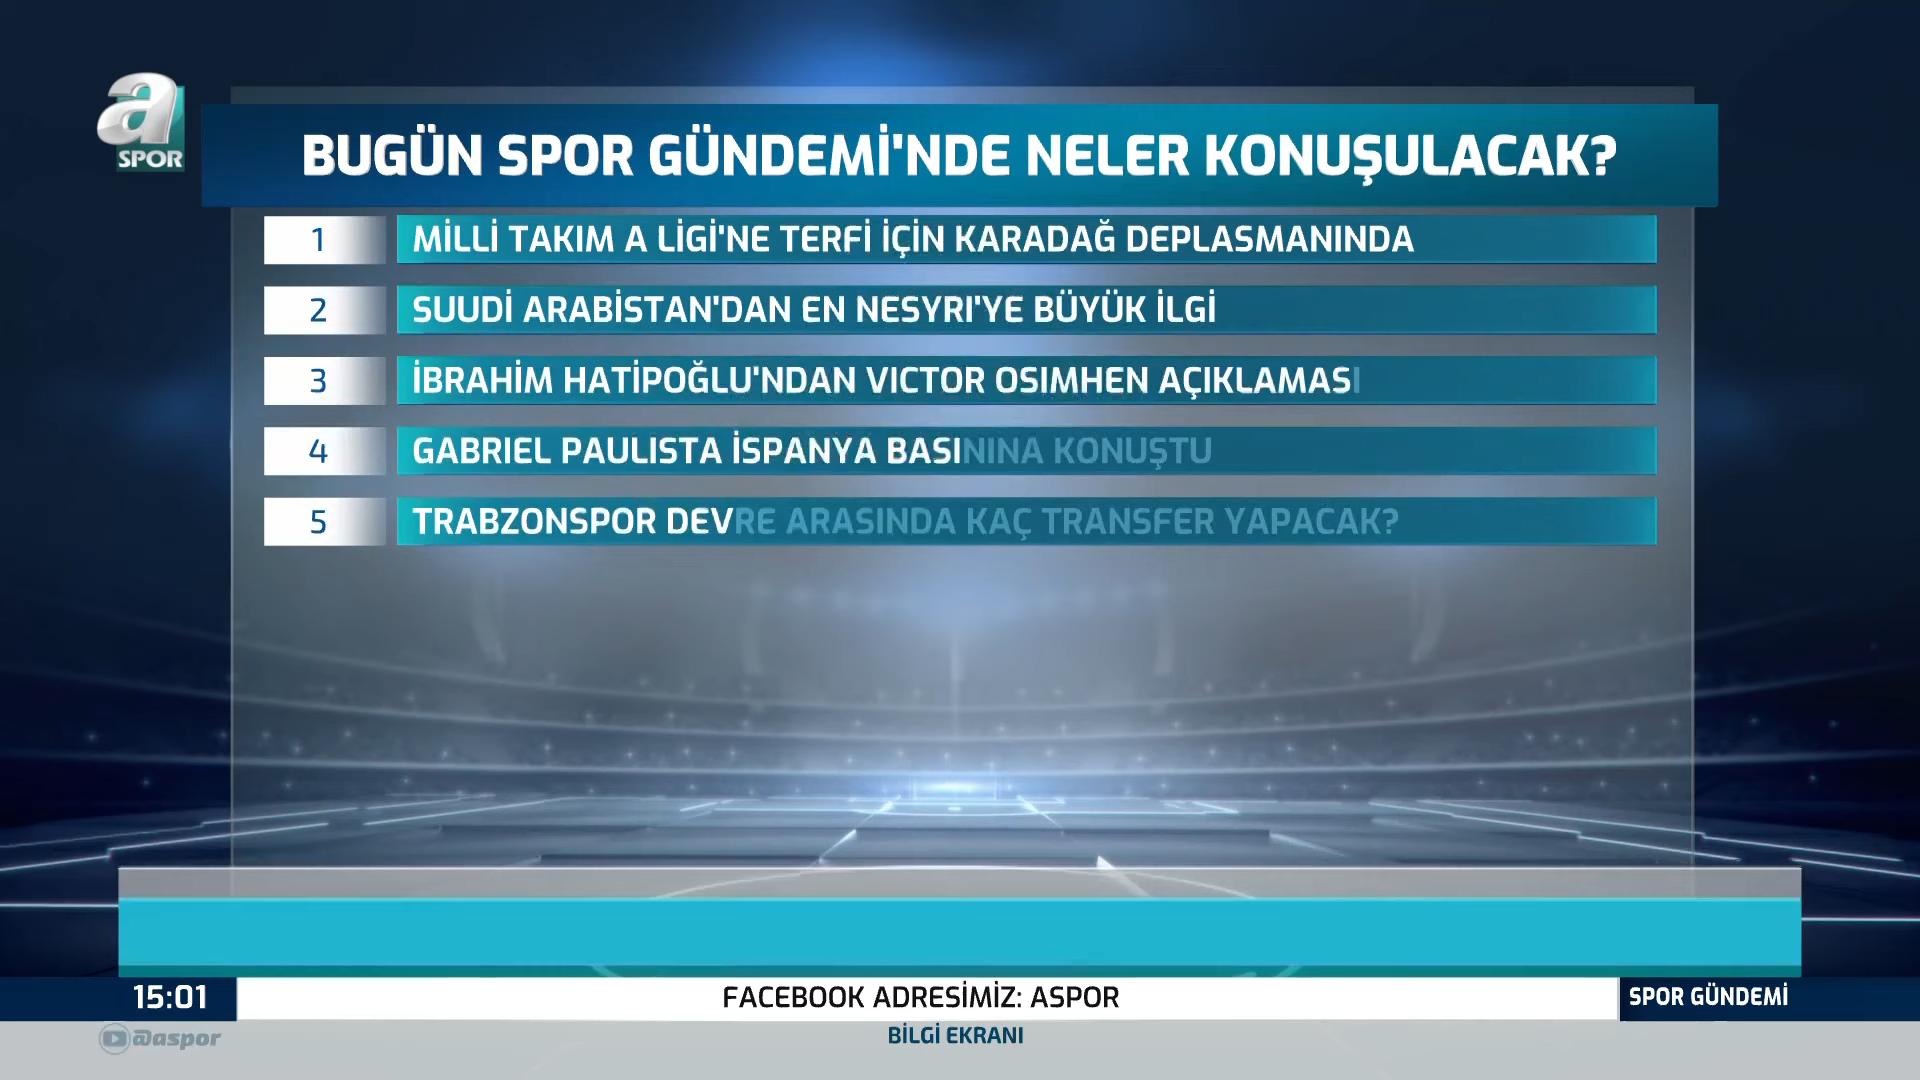 a
SPOR
BUGÜN SPOR GÜNDEMİ'NDE NELER KONUŞULACAK?
1 MİLLİ TAKIM A LİGİ'NE TERFİ İÇİN KARADAĞ DEPLASMANINDA
2 SUUDİ ARABİSTAN'DAN EN NESYRI'YE BÜYÜK İLGİ
3 İBRAHİM HATİPOĞLU'NDAN VICTOR OSIMHEN AÇIKLAMASI
4 GABRIEL PAULISTA İSPANYA BASININA KONUŞTU
5 TRABZONSPOR DEVRE ARASINDA KAÇ TRANSFER YAPACAK?
15:01 FACEBOOK ADRESİMİZ: ASPOR SPOR GÜNDEMİ
@aspor BİLGİ EKRANI